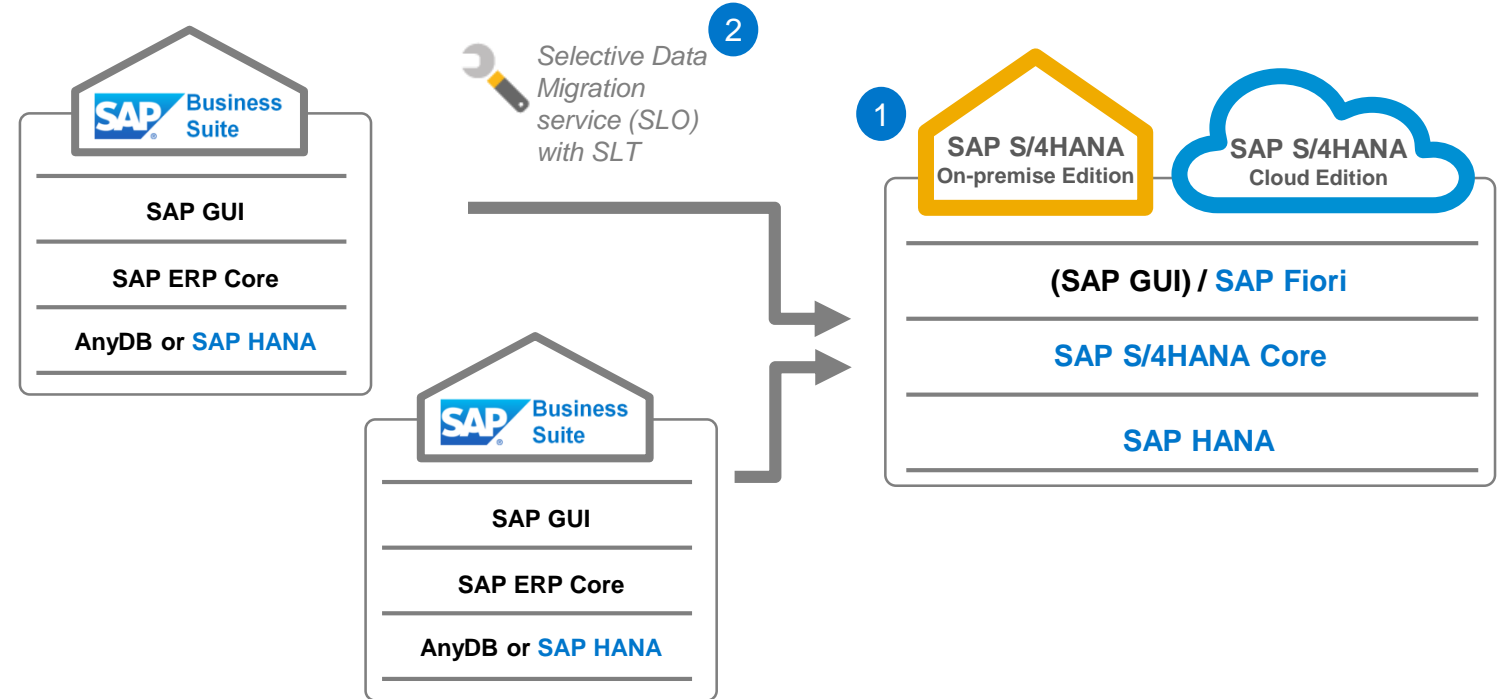 SAP Business
Suite
SAP GUI
SAP ERP Core
AnyDB or SAP HANA
2
Selective Data
Migration
service (SLO)
with SLT
SAP Business
Suite
SAP GUI
SAP ERP Core
AnyDB or SAP HANA
1
SAP S/4HANA
On-premise Edition
SAP S/4HANA
Cloud Edition
(SAP GUI) / SAP Fiori
SAP S/4HANA Core
SAP HANA